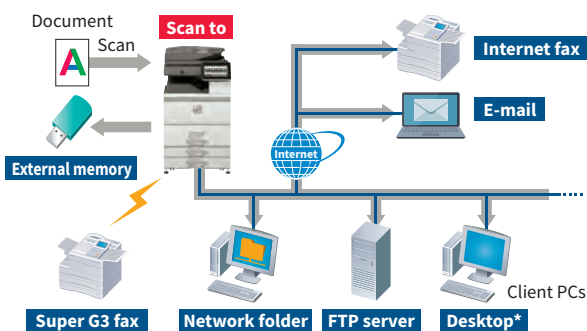 Document
Scan to
Scan
Internet fax
E-mail
External memory
Internet
Client PCs
Super G3 fax
Network folder
FTP server
Desktop*